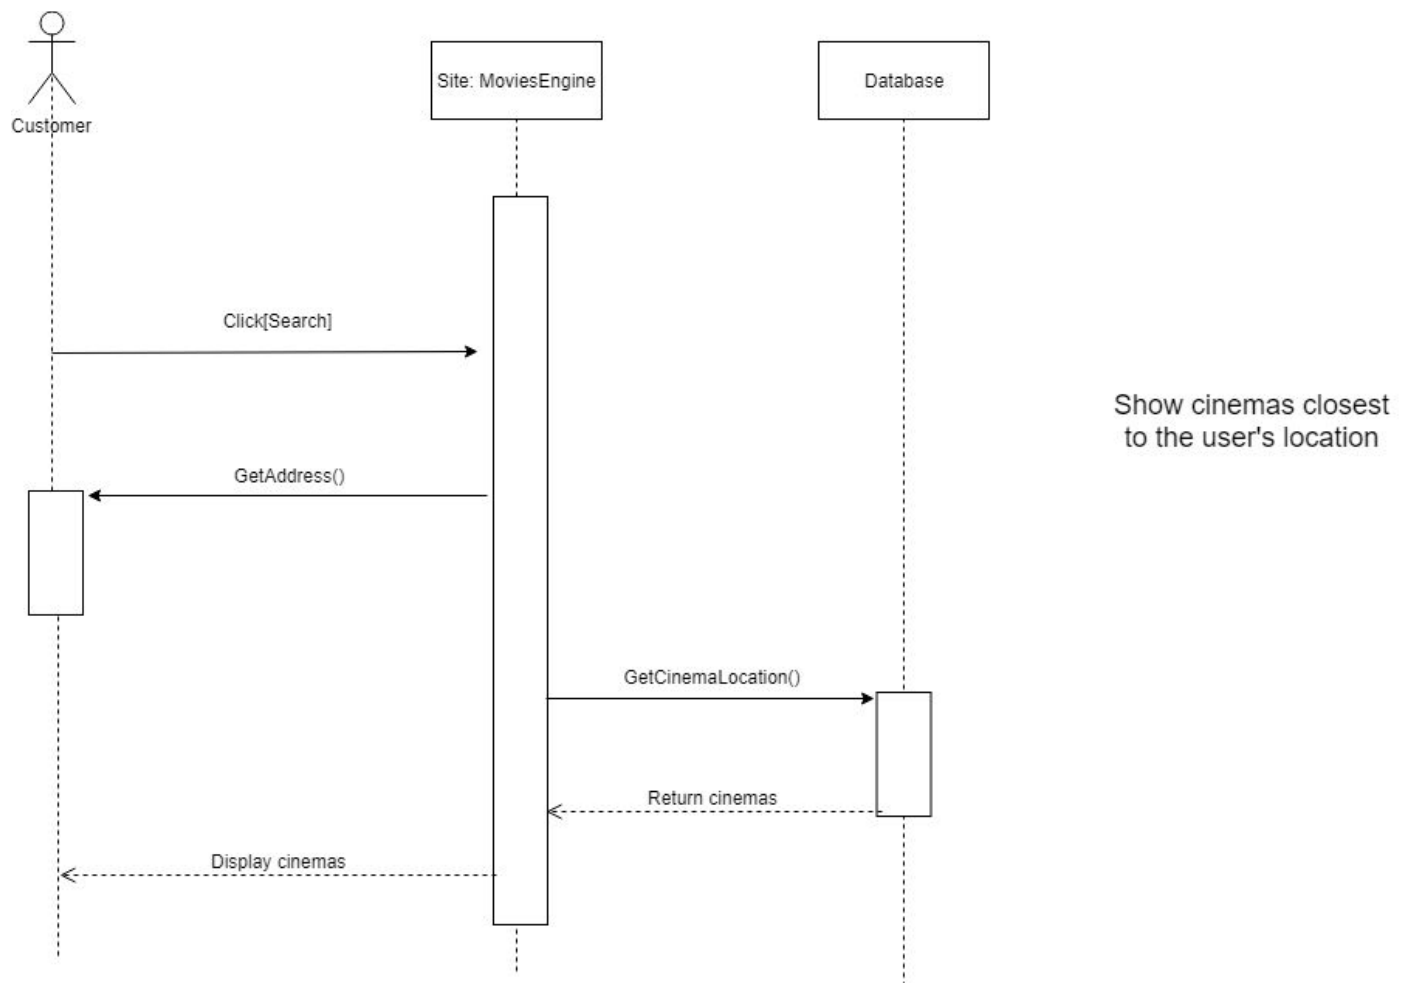 Customer
Site: MoviesEngine
Database
Click[Search]
Show cinemas closest
to the user's location
GetAddress()
GetCinemaLocation()
Return cinemas
Display cinemas